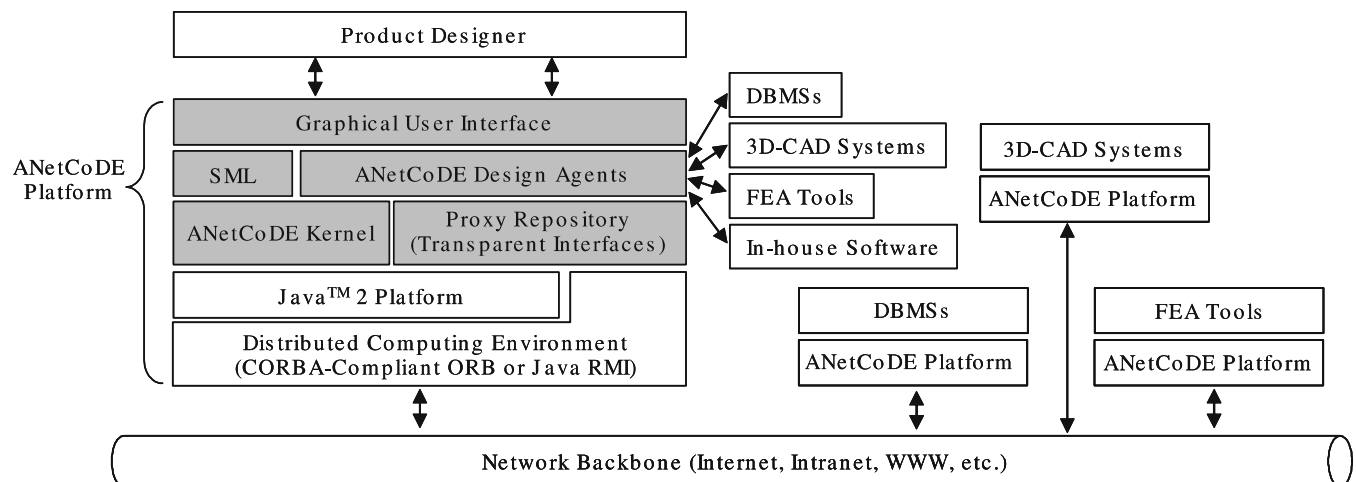 Product Designer
ANetCoDE
Platform
Graphical User Interface
SML
ANetCoDE Design Agents
ANetCoDE Kernel
Proxy Repository
(Transparent Interfaces)
Java™ 2 Platform
Distributed Computing Environment
(CORBA-Compliant ORB or Java RMI)
DBMSs
3D-CAD Systems
FEA Tools
In-house Software
3D-CAD Systems
ANetCoDE Platform
DBMSs
ANetCoDE Platform
FEA Tools
ANetCoDE Platform
Network Backbone (Internet, Intranet, WWW, etc.)